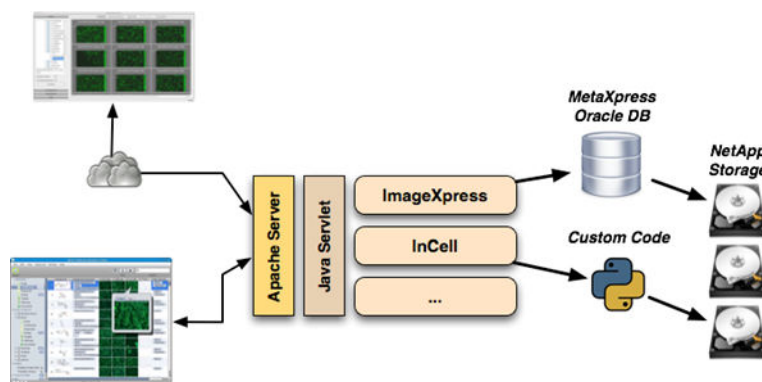 MetaXpress
Oracle DB
NetApp
Storage
Apache Server
Java Servlet
ImageXpress
InCell
...
Custom Code